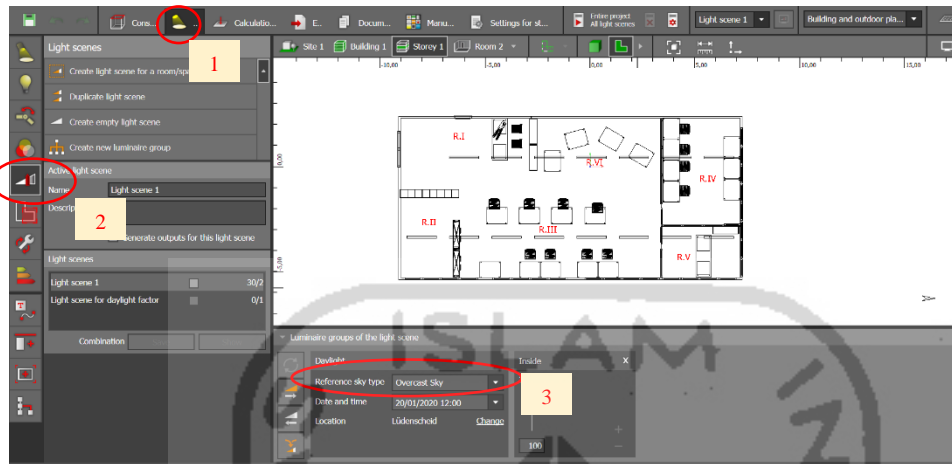 Cons...
Calculatio...
E..
Docum...
Manu...
Settings for st...
Entire project
All light scenes
Light scene 1
Building and outdoor pla...
1
Light scenes
Site 1
Building 1
Storey 1
Room 2
Create light scene for a room/spa
Duplicate light scene
Create empty light scene
Create new luminaire group
-10,00
-5,00
0,00
5,00
10,00
15,00
0,00
-5,00
R.I
R.VI
R.IV
R.II
R.III
R.V
Active light scene
Name
Light scene 1
Descrip
2
Generate outputs for this light scene
Light scenes
Light scene 1
30/2
Light scene for daylight factor
0/1
Combination
Luminaire groups of the light scene
Daylight
Inside
X
Reference sky type
Overcast Sky
3
Date and time
20/01/2020 12:00
Location
Lüdenscheid
Change
100
ISLAM